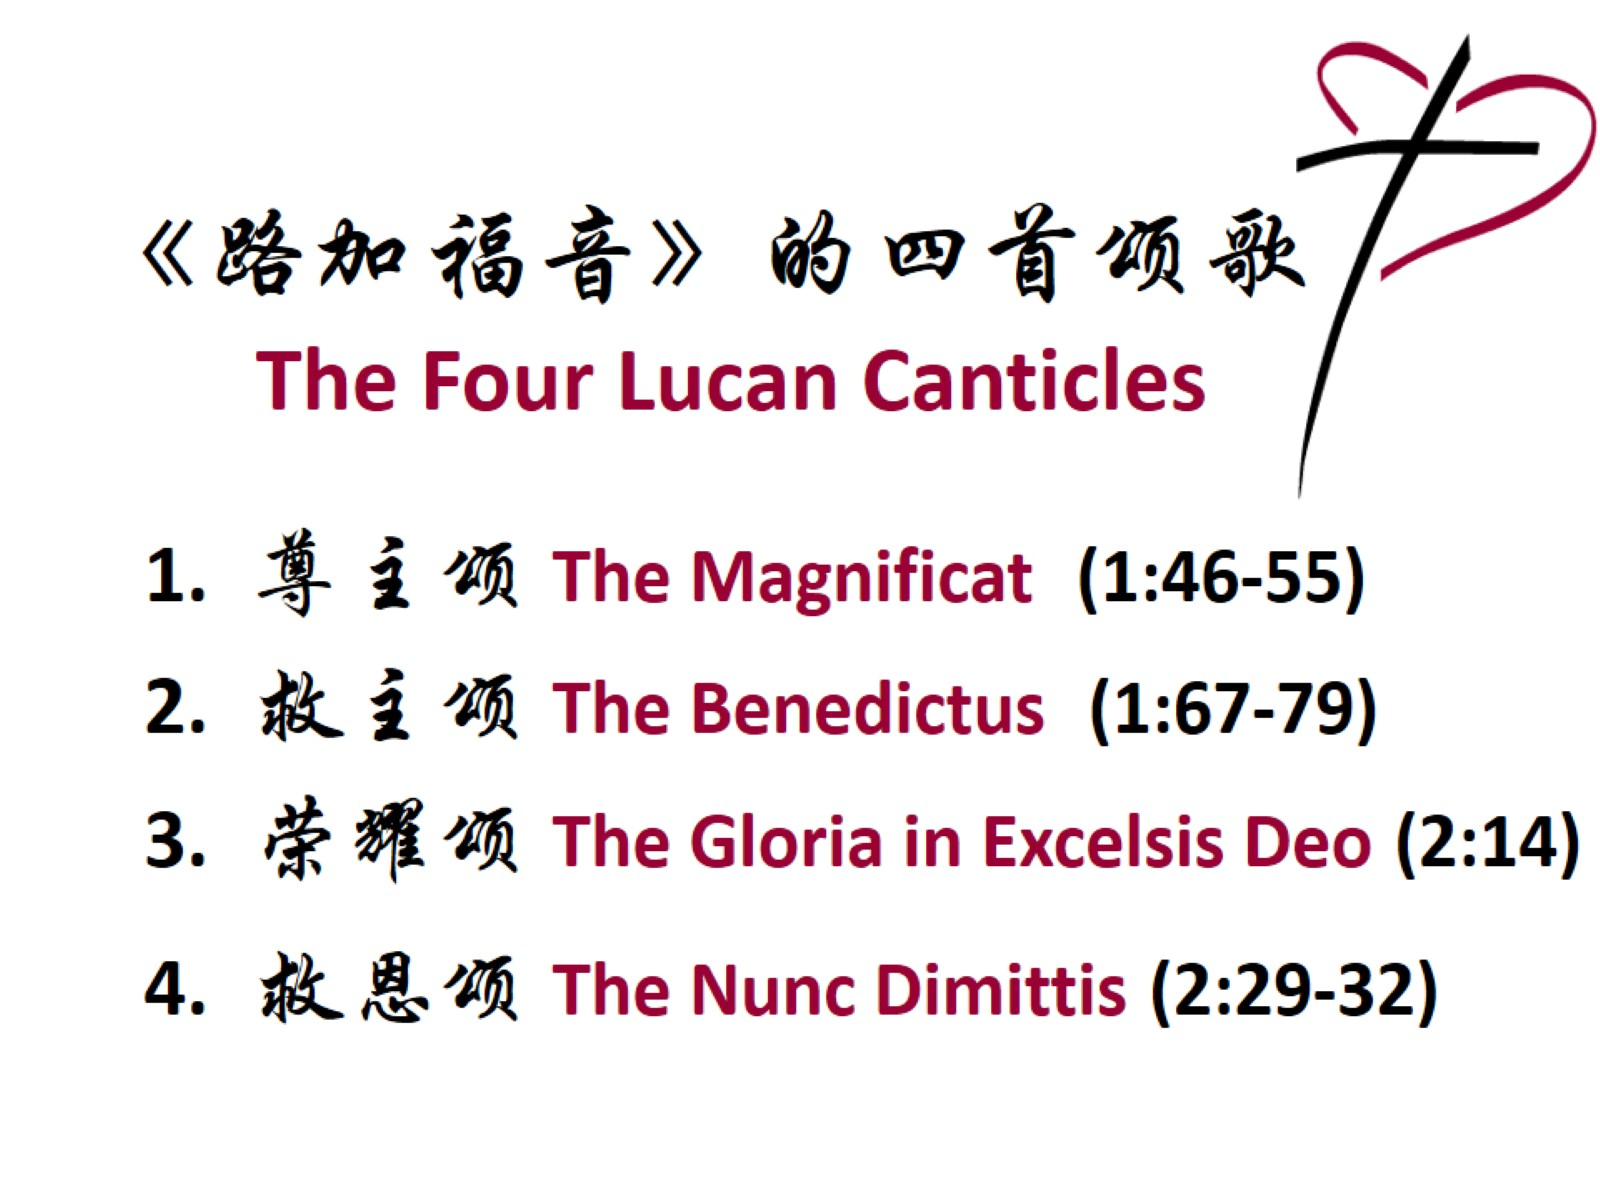 《路加福音》的四首颂歌
The Four Lucan Canticles
1. 尊主颂 The Magnificat (1:46-55)
2. 救主颂 The Benedictus (1:67-79)
3. 荣耀颂 The Gloria in Excelsis Deo (2:14)
4. 救恩颂 The Nunc Dimittis (2:29-32)